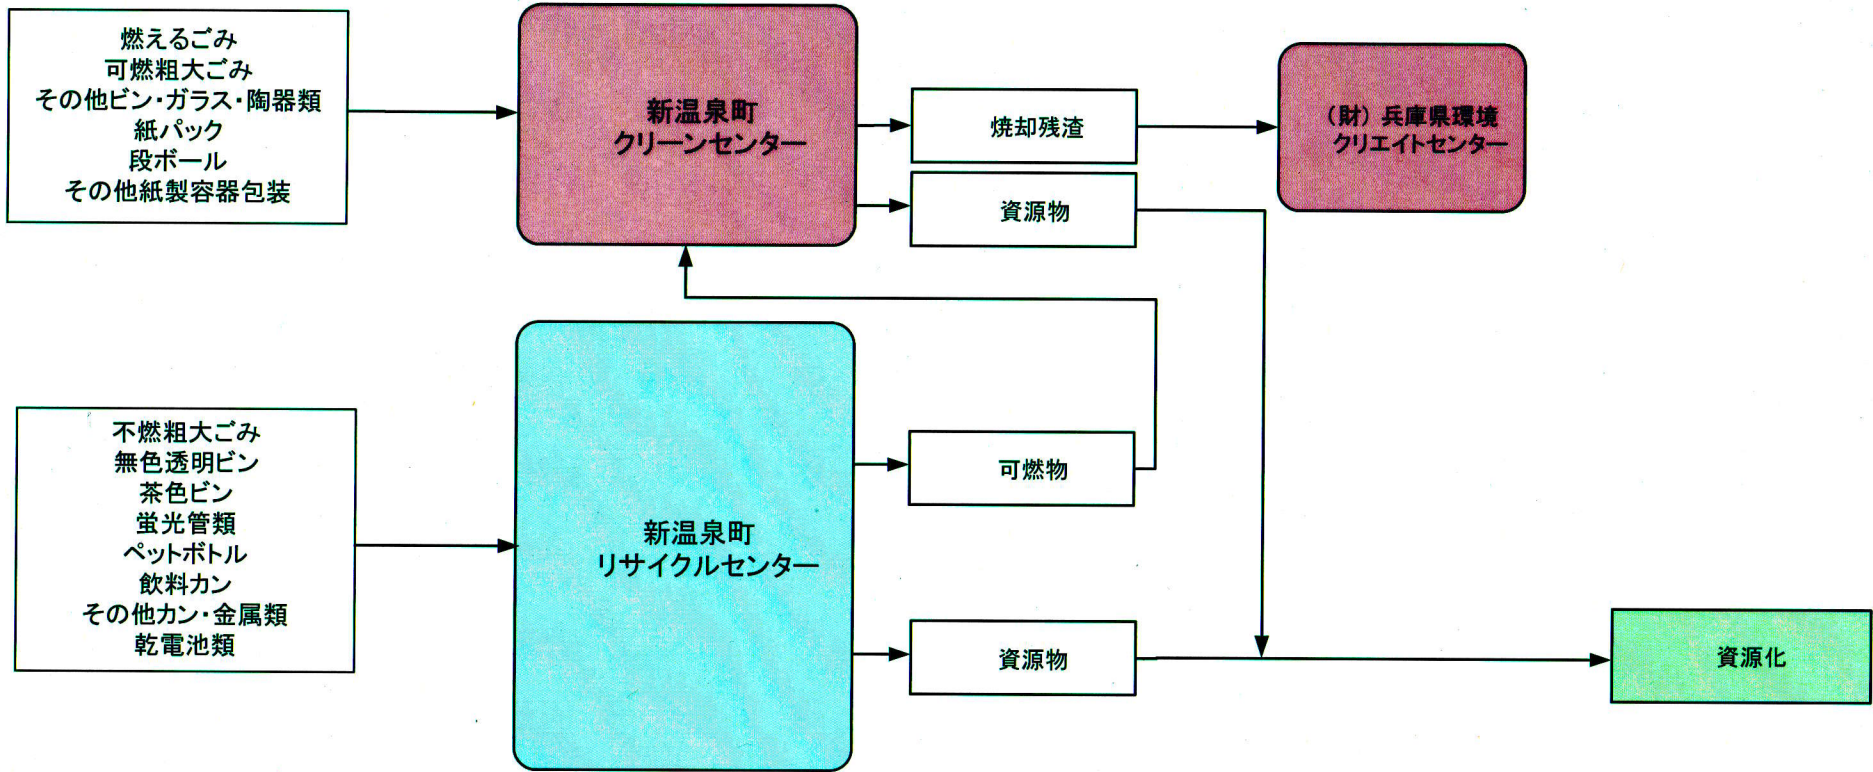 燃えるごみ
可燃粗大ごみ
その他ビン・ガラス・陶器類
紙パック
段ボール
その他紙製容器包装
新温泉町
クリーンセンター
焼却残渣
資源物
（財）兵庫県環境
クリエイトセンター
不燃粗大ごみ
無色透明ビン
茶色ビン
蛍光管類
ペットボトル
飲料カン
その他カン・金属類
乾電池類
新温泉町
リサイクルセンター
可燃物
資源物
資源化